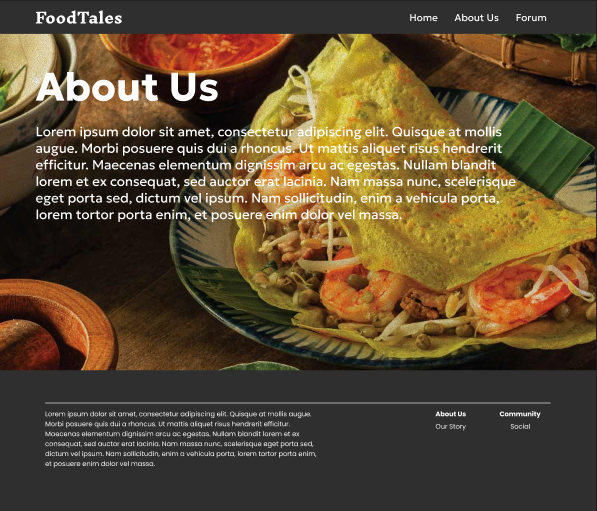 FoodTales
Home About Us Forum
About Us
Lorem ipsum dolor sit amet, consectetur adipiscing elit. Quisque at mollis
augue. Morbi posuere quis dui a rhoncus. Ut mattis aliquet risus hendrerit
efficitur. Maecenas elementum dignissim arcu ac egestas. Nullam blandit
lorem et ex consequat, sed auctor erat lacinia. Nam massa nunc, scelerisque
eget porta sed, dictum vel ipsum. Nam sollicitudin, enim a vehicula porta,
lorem tortor porta enim, et posuere enim dolor vel massa.
Lorem ipsum dolor sit amet, consectetur adipiscing elit. Quisque at mollis augue.
Morbi posuere quis dui a rhoncus. Ut mattis aliquet risus hendrerit efficitur.
Maecenas elementum dignissim arcu ac egestas. Nullam blandit lorem et ex
consequat, sed auctor erat lacinia. Nam massa nunc, scelerisque eget porta sed,
dictum vel ipsum. Nam sollicitudin, enim a vehicula porta, lorem tortor porta enim,
et posuere enim dolor vel massa.
About Us
Our Story
Community
Social